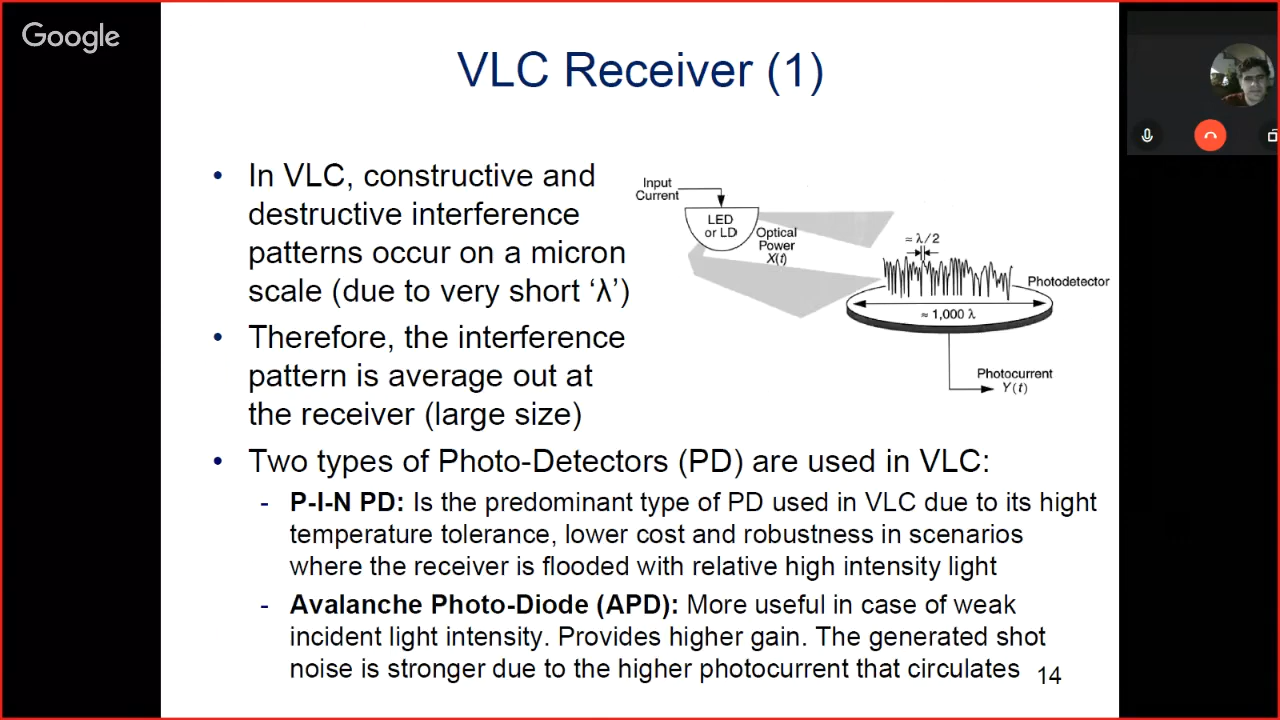 Google
VLC Receiver (1)
• In VLC, constructive and
destructive interference
patterns occur on a micron
scale (due to very short ‘λ’)
• Therefore, the interference
pattern is average out at
the receiver (large size)
Input
Current
LED
or LD
Optical
Power
X(t)
= λ/2
Photodetector
≈ 1,000 λ
Photocurrent
Y(t)
• Two types of Photo-Detectors (PD) are used in VLC:
- P-I-N PD: Is the predominant type of PD used in VLC due to its hight
temperature tolerance, lower cost and robustness in scenarios
where the receiver is flooded with relative high intensity light
- Avalanche Photo-Diode (APD): More useful in case of weak
incident light intensity. Provides higher gain. The generated shot
noise is stronger due to the higher photocurrent that circulates
14